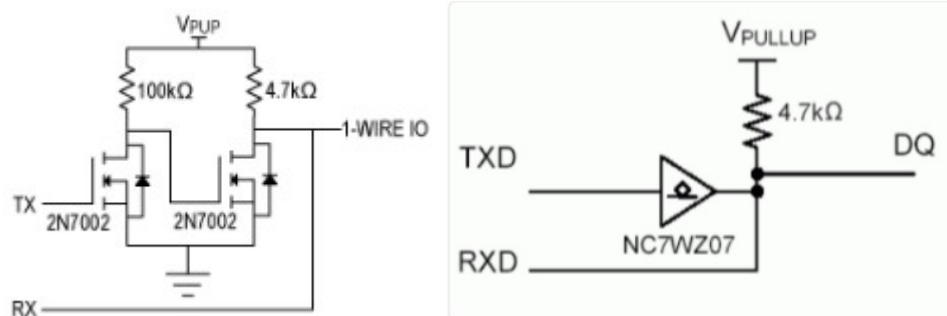 VPUP
100kΩ
4.7kΩ
1-WIRE IO
TX
2N7002
2N7002
RX
VPULLUP
4.7kΩ
TXD
DQ
NC7WZ07
RXD